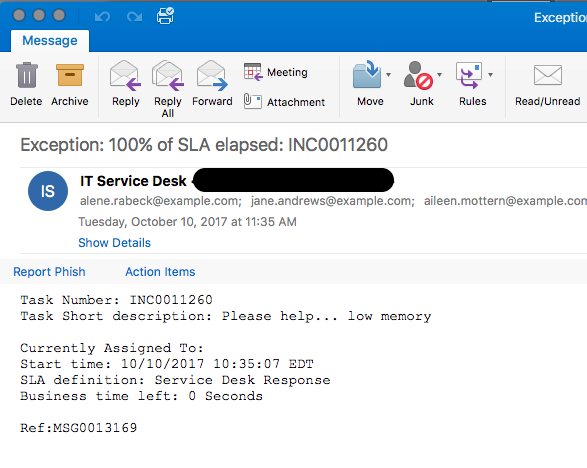 Exceptio
Message
Delete
Archive
Reply
Reply All
Forward
Meeting
Attachment
Move
Junk
Rules
Read/Unread
Exception: 100% of SLA elapsed: INC0011260
IS
IT Service Desk
alene.rabeck@example.com; jane.andrews@example.com; aileen.mottern@example.com
Tuesday, October 10, 2017 at 11:35 AM
Show Details
Report Phish Action Items
Task Number: INC0011260
Task Short description: Please help... low memory
Currently Assigned To:
Start time: 10/10/2017 10:35:07 EDT
SLA definition: Service Desk Response
Business time left: 0 Seconds
Ref:MSG0013169